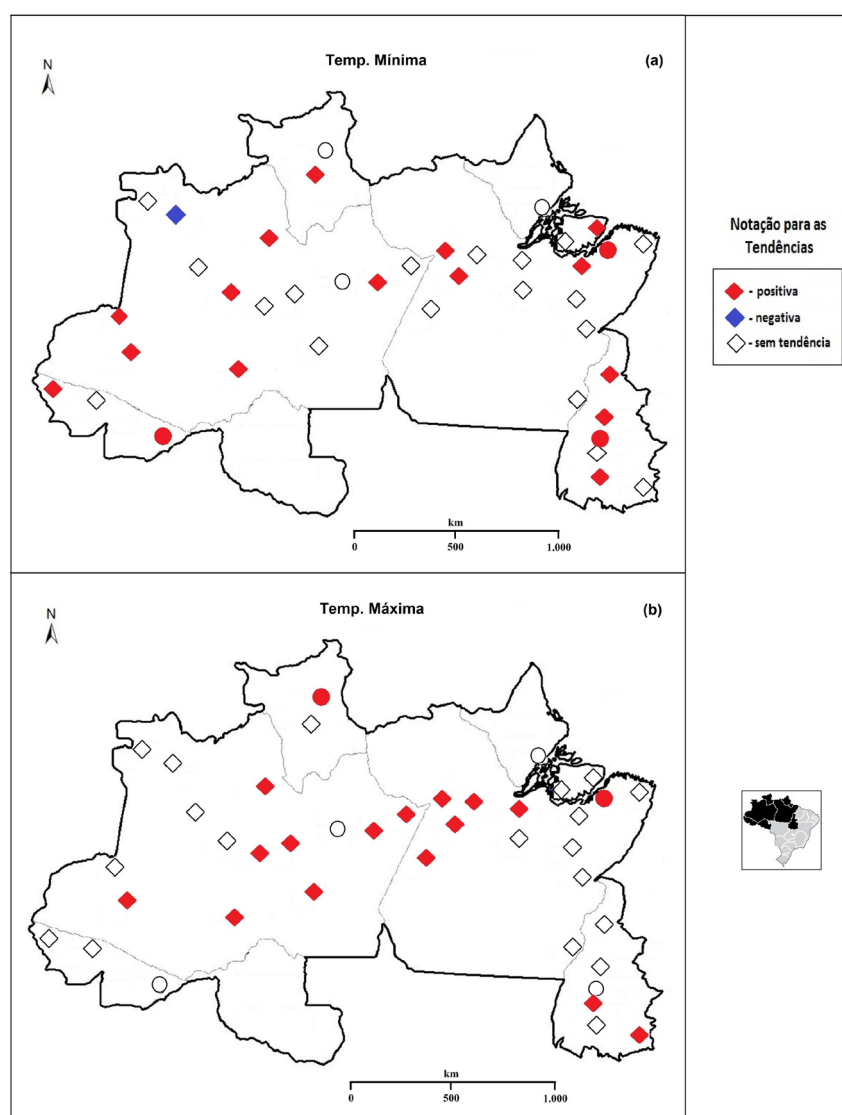 Temp. Mínima
(a)
N
km
0 500 1.000
Notação para as
Tendências
- positiva
- negativa
- sem tendência
Temp. Máxima
(b)
N
km
0 500 1.000